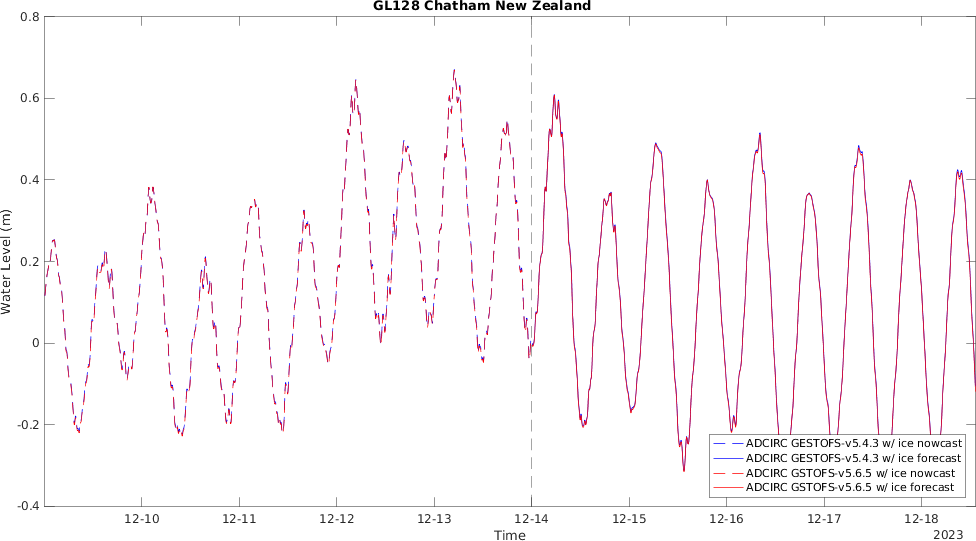 GL128 Chatham New Zealand
0.8
0.6
0.4
0.2
0
-0.2
-0.4
Water Level (m)
ADCIRC GESTOFS-v5.4.3 w/ ice nowcast
ADCIRC GESTOFS-v5.4.3 w/ ice forecast
ADCIRC GSTOFS-v5.6.5 w/ ice nowcast
ADCIRC GSTOFS-v5.6.5 w/ ice forecast
12-10 12-11 12-12 12-13 12-14 12-15 12-16 12-17 12-18
Time
2023